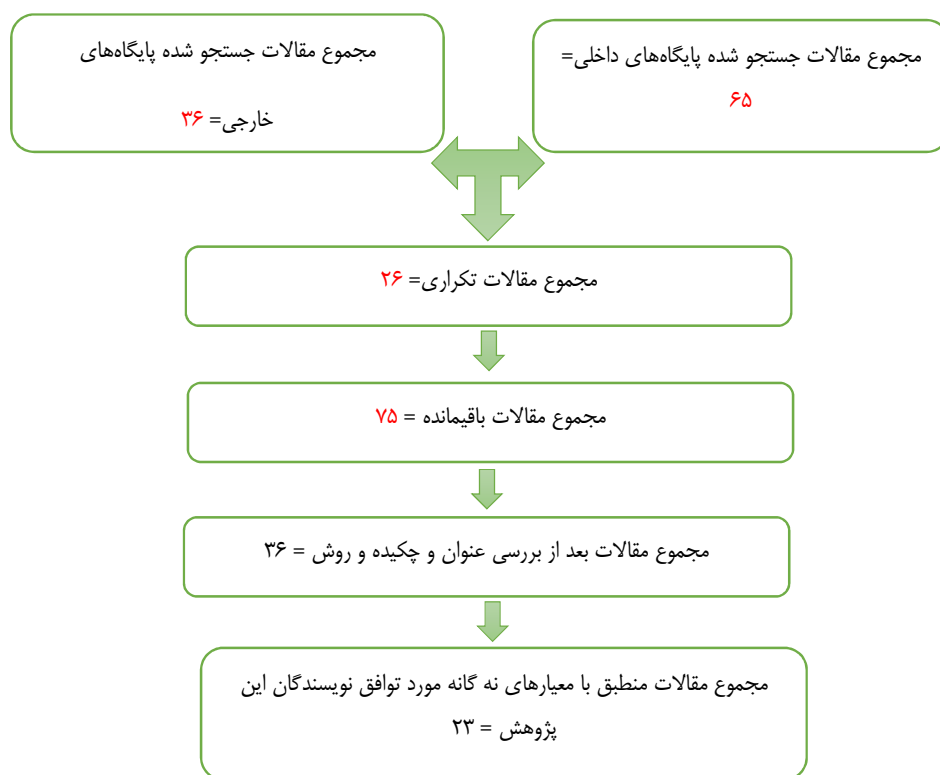 مجموع مقالات جستجو شده پایگاه‌های داخلی=
۶۵
مجموع مقالات جستجو شده پایگاه‌های
خارجی= ۳۶
مجموع مقالات تکراری= ۲۶
مجموع مقالات باقیمانده = ۷۵
مجموع مقالات بعد از بررسی عنوان و چکیده و روش = ۳۶
مجموع مقالات منطبق با معیارهای نه گانه مورد توافق نویسندگان این
پژوهش = ۲۳